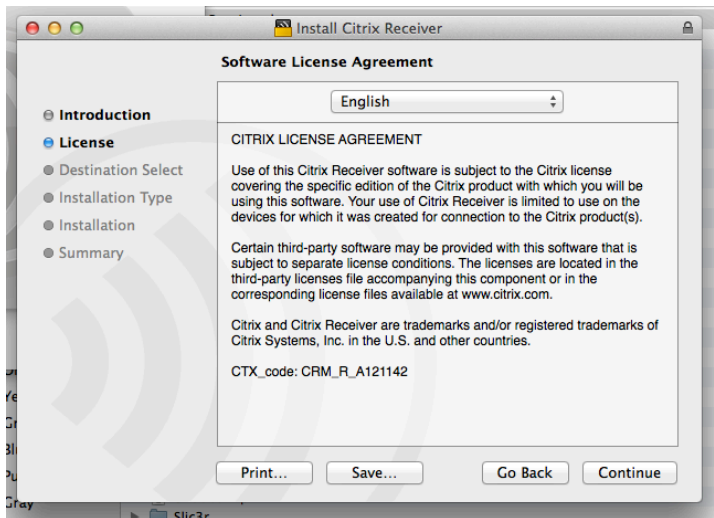 Install Citrix Receiver
Software License Agreement
Introduction
License
Destination Select
Installation Type
Installation
Summary
English
CITRIX LICENSE AGREEMENT
Use of this Citrix Receiver software is subject to the Citrix license
covering the specific edition of the Citrix product with which you will be
using this software. Your use of Citrix Receiver is limited to use on the
devices for which it was created for connection to the Citrix product(s).
Certain third-party software may be provided with this software that is
subject to separate license conditions. The licenses are located in the
third-party licenses file accompanying this component or in the
corresponding license files available at www.citrix.com.
Citrix and Citrix Receiver are trademarks and/or registered trademarks of
Citrix Systems, Inc. in the U.S. and other countries.
CTX_code: CRM_R_A121142
Print...
Save...
Go Back
Continue
Gray
Slic3r